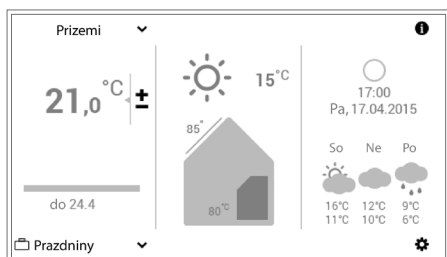 Prizemi
21,0 °C ±
do 24.4
Prazdniny
15°C
85°
80°C
17:00
Pa, 17.04.2015
So Ne Po
16°C 12°C 9°C
11°C 10°C 6°C